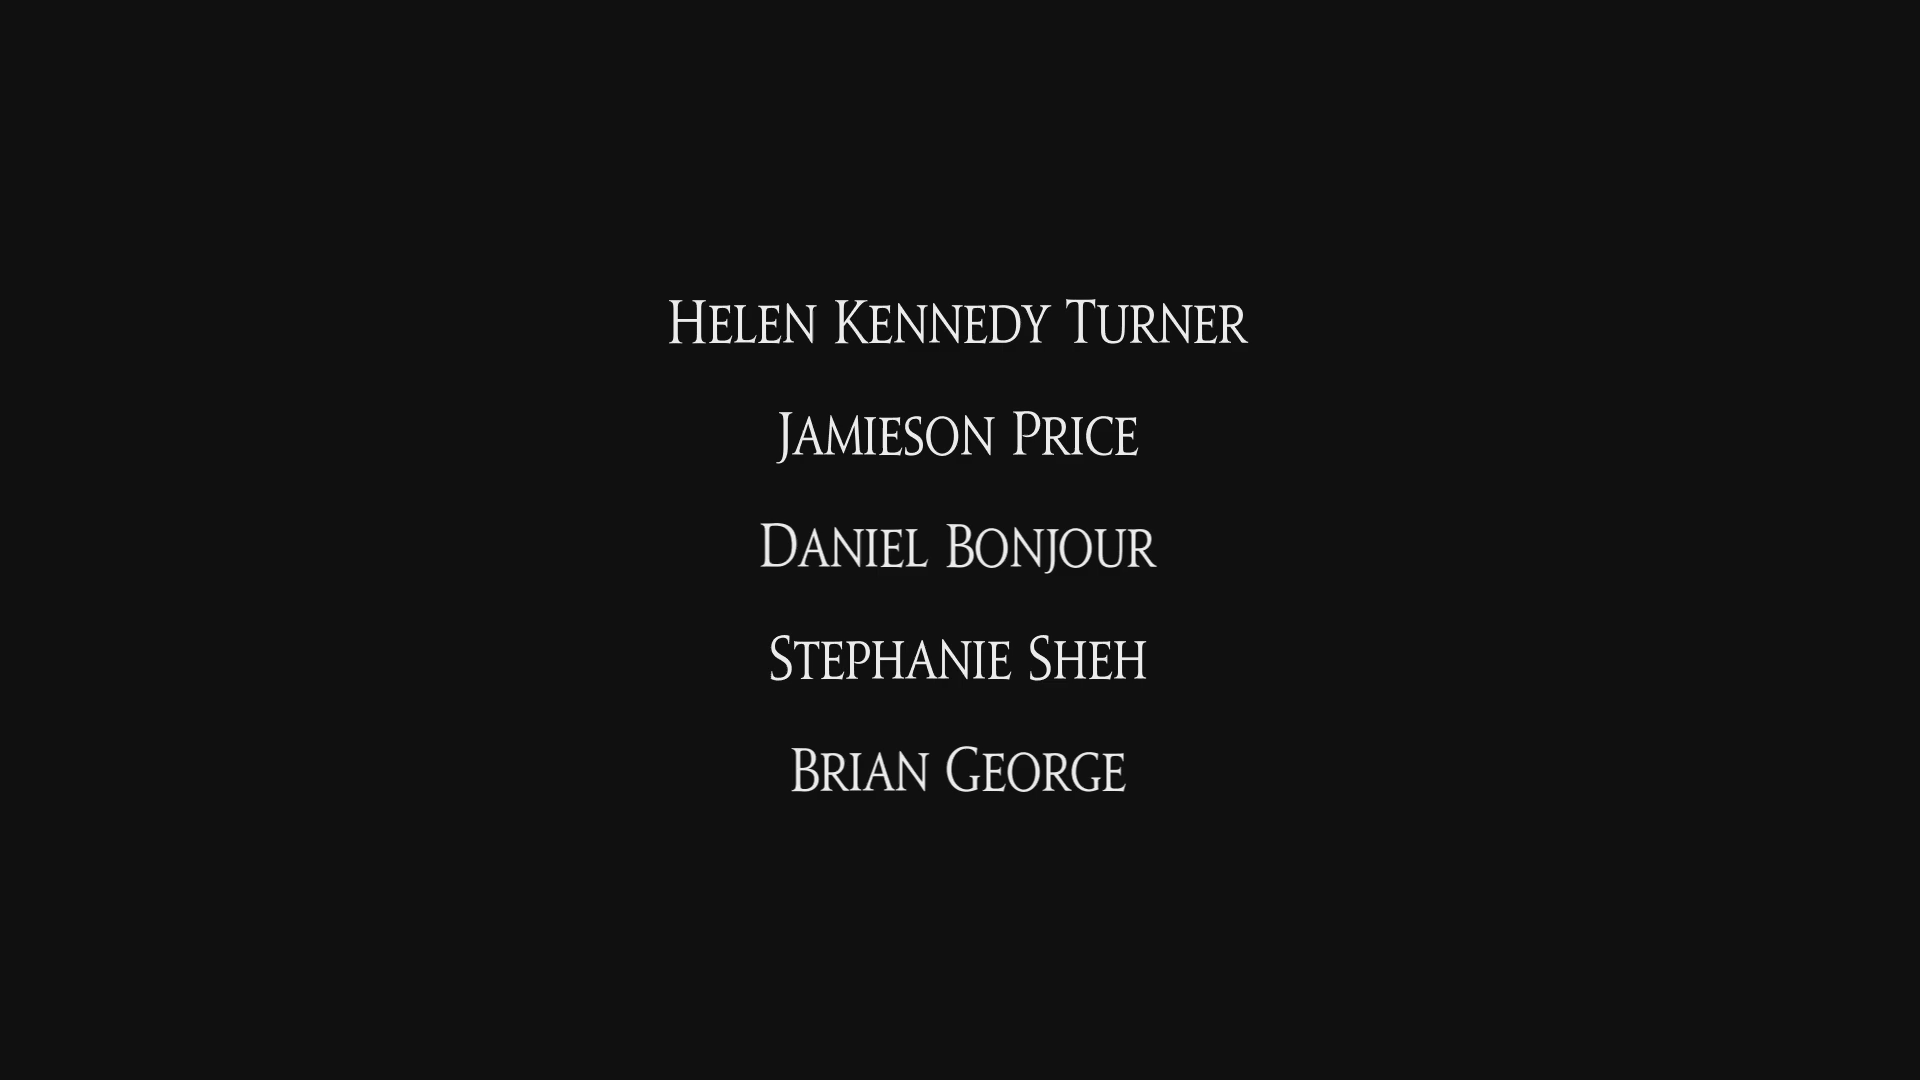 Helen Kennedy Turner
Jamieson Price
Daniel Bonjour
Stephanie Sheh
Brian George